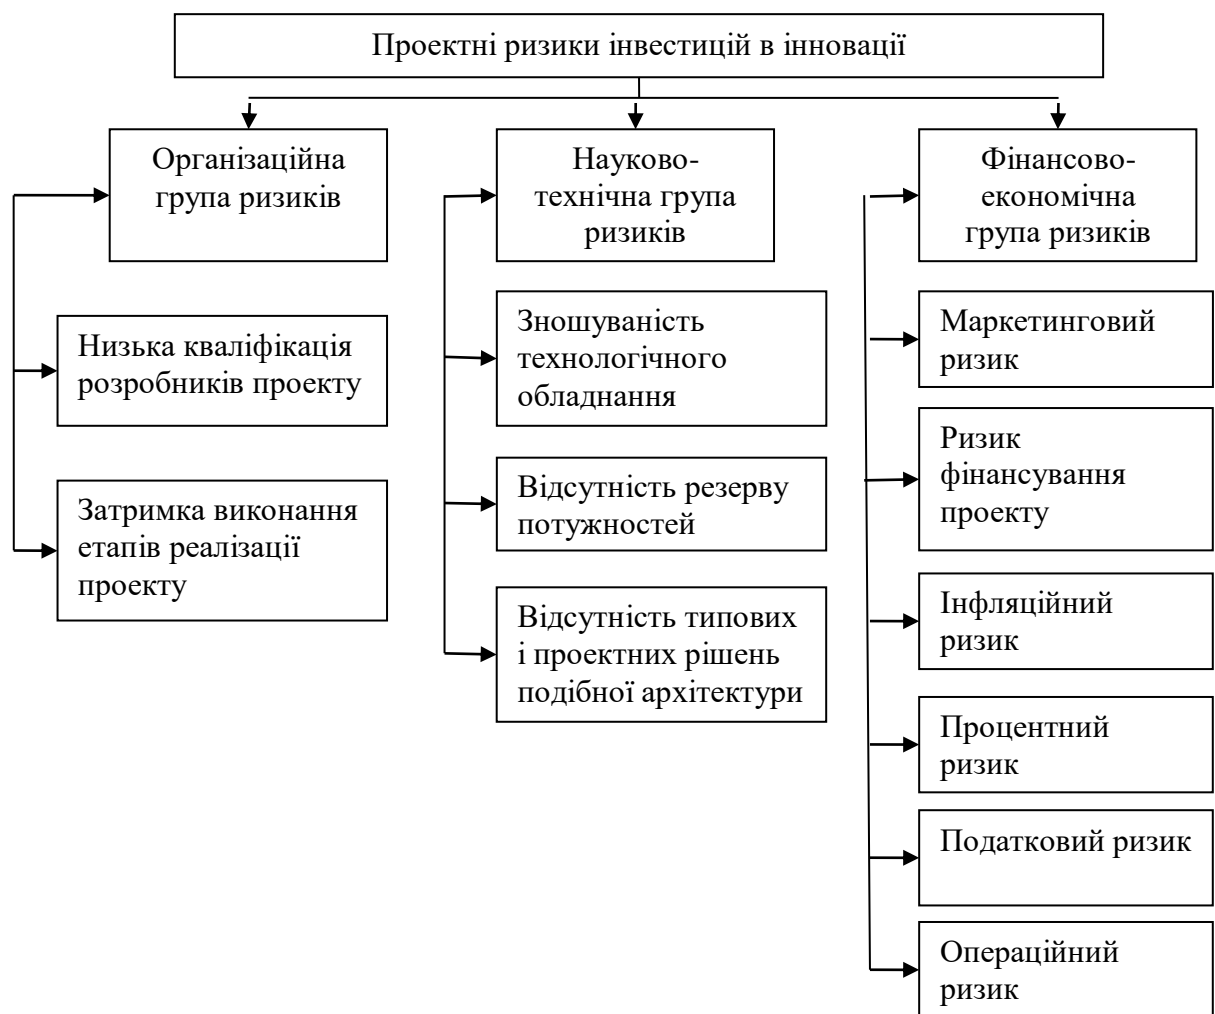 Проектні ризики інвестицій в інновації
Організаційна
група ризиків
Низька кваліфікація
розробників проекту
Затримка виконання
етапів реалізації
проекту
Науково-
технічна група
ризиків
Зношуваність
технологічного
обладнання
Відсутність резерву
потужностей
Відсутність типових
і проектних рішень
подібної архітектури
Фінансово-
економічна
група ризиків
Маркетинговий
ризик
Ризик
фінансування
проекту
Інфляційний
ризик
Процентний
ризик
Податковий ризик
Операційний
ризик